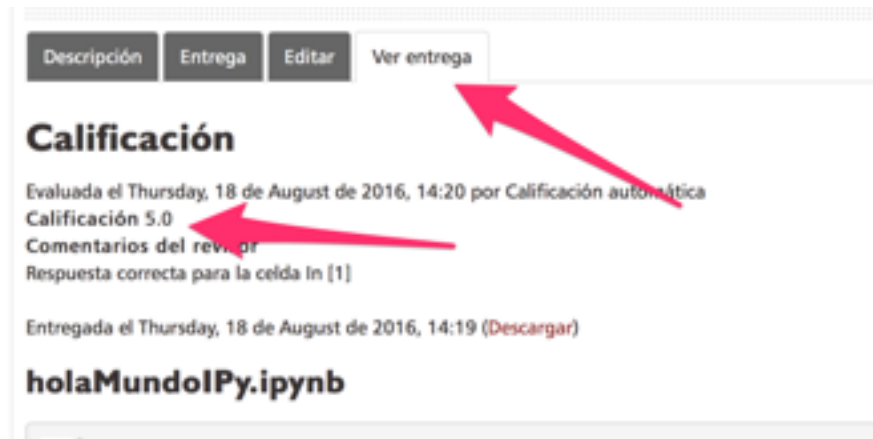 Descripción Entrega Editar Ver entrega
Calificación
Evaluada el Thursday, 18 de August de 2016, 14:20 por Calificación automática
Calificación 5.0
Comentarios del revisor
Respuesta correcta para la celda In [1]
Entregada el Thursday, 18 de August de 2016, 14:19 (Descargar)
holaMundoIPy.ipynb